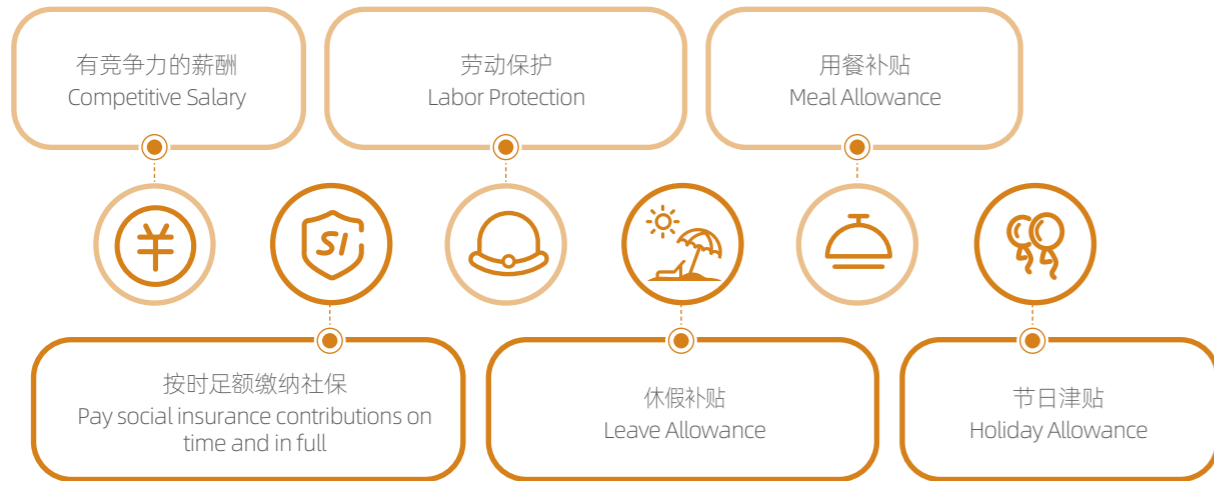 有竞争力的薪酬
Competitive Salary
劳动保护
Labor Protection
用餐补贴
Meal Allowance
SI
按时足额缴纳社保
Pay social insurance contributions on
time and in full
休假补贴
Leave Allowance
节日津贴
Holiday Allowance